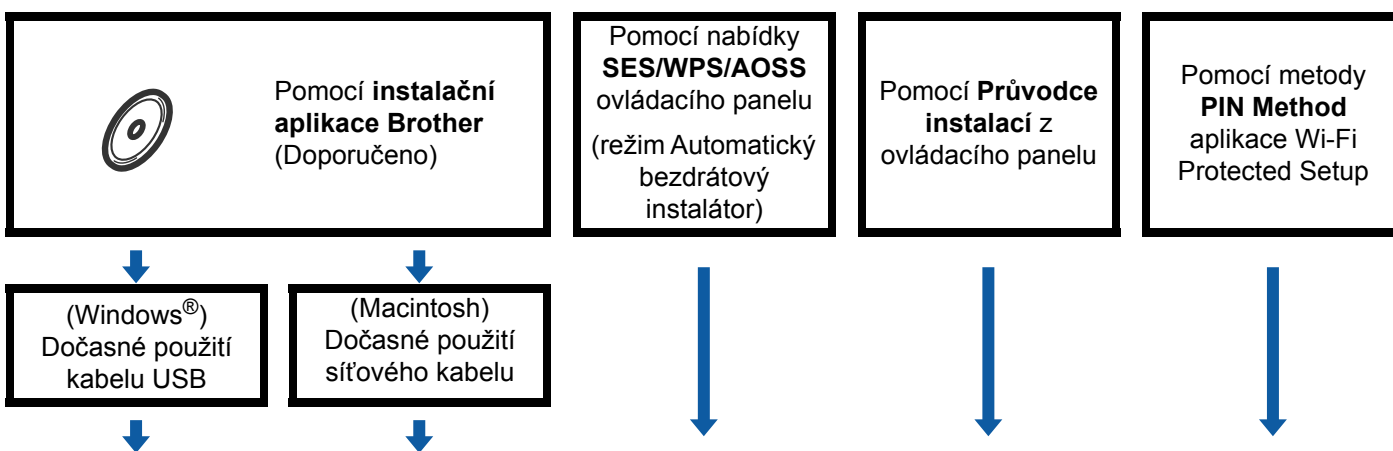 Pomocí instalační
aplikace Brother
(Doporučeno)
Pomocí nabídky
SES/WPS/AOSS
ovládacího panelu
(režim Automatický
bezdrátový
instalátor)
Pomocí Průvodce
instalací z
ovládacího panelu
Pomocí metody
PIN Method
aplikace Wi-Fi
Protected Setup
(Windows®)
Dočasné použití
kabelu USB
(Macintosh)
Dočasné použití
síťového kabelu